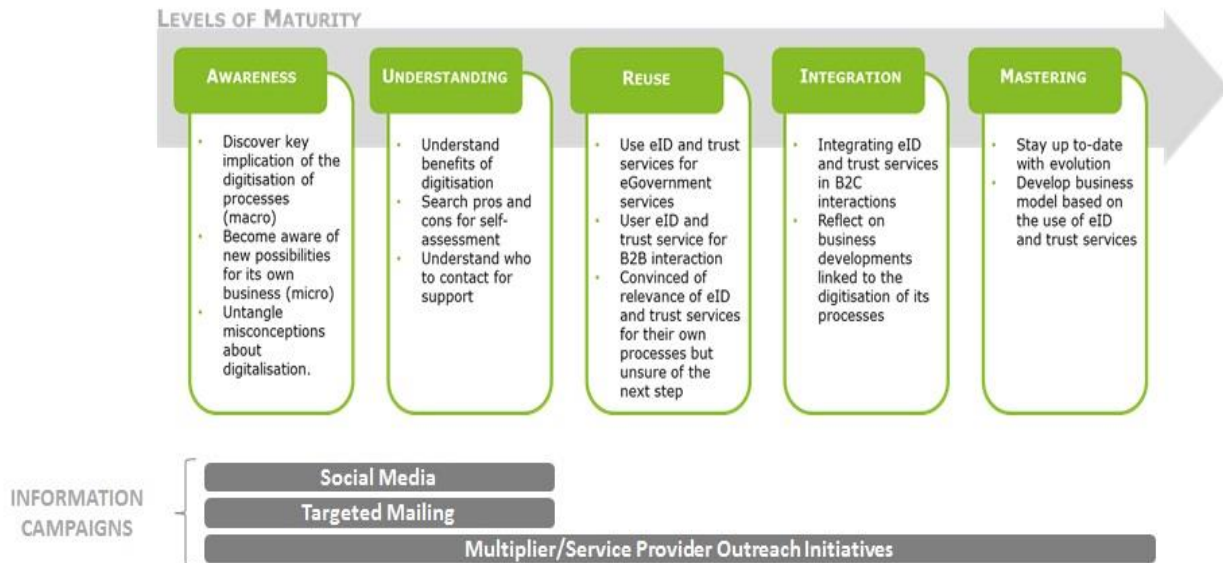 LEVELS OF MATURITY
AWARENESS
• Discover key
implication of the
digitisation of
processes
(macro)
• Become aware of
new possibilities
for its own
business (micro)
• Untangle
misconceptions
about
digitalisation.
UNDERSTANDING
• Understand
benefits of
digitisation
• Search pros and
cons for self-
assessment
• Understand who
to contact for
support
REUSE
• Use eID and trust
services for
eGovernment
services
• User eID and
trust service for
B2B interaction
• Convinced of
relevance of eID
and trust services
for their own
processes but
unsure of the
next step
INTEGRATION
• Integrating eID
and trust services
in B2C
interactions
• Reflect on
business
developments
linked to the
digitisation of its
processes
MASTERING
• Stay up to-date
with evolution
• Develop business
model based on
the use of eID
and trust services
INFORMATION
CAMPAIGNS
Social Media
Targeted Mailing
Multiplier/Service Provider Outreach Initiatives